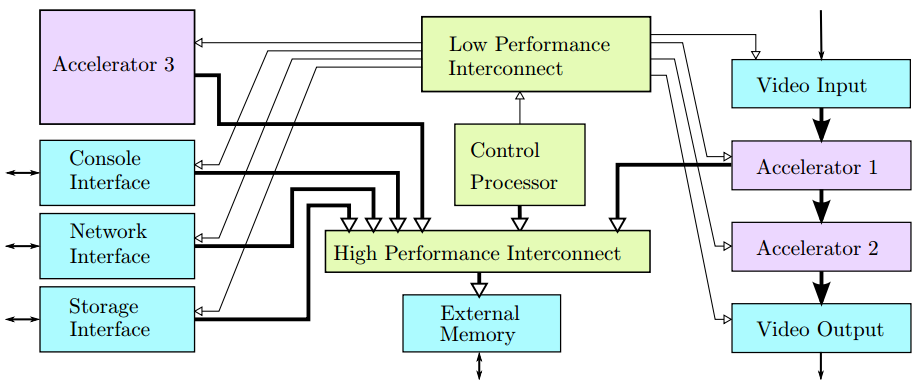 Accelerator 3
Low Performance
Interconnect
Video Input
Console
Interface
Control
Processor
Accelerator 1
Network
Interface
High Performance Interconnect
Accelerator 2
Storage
Interface
External
Memory
Video Output